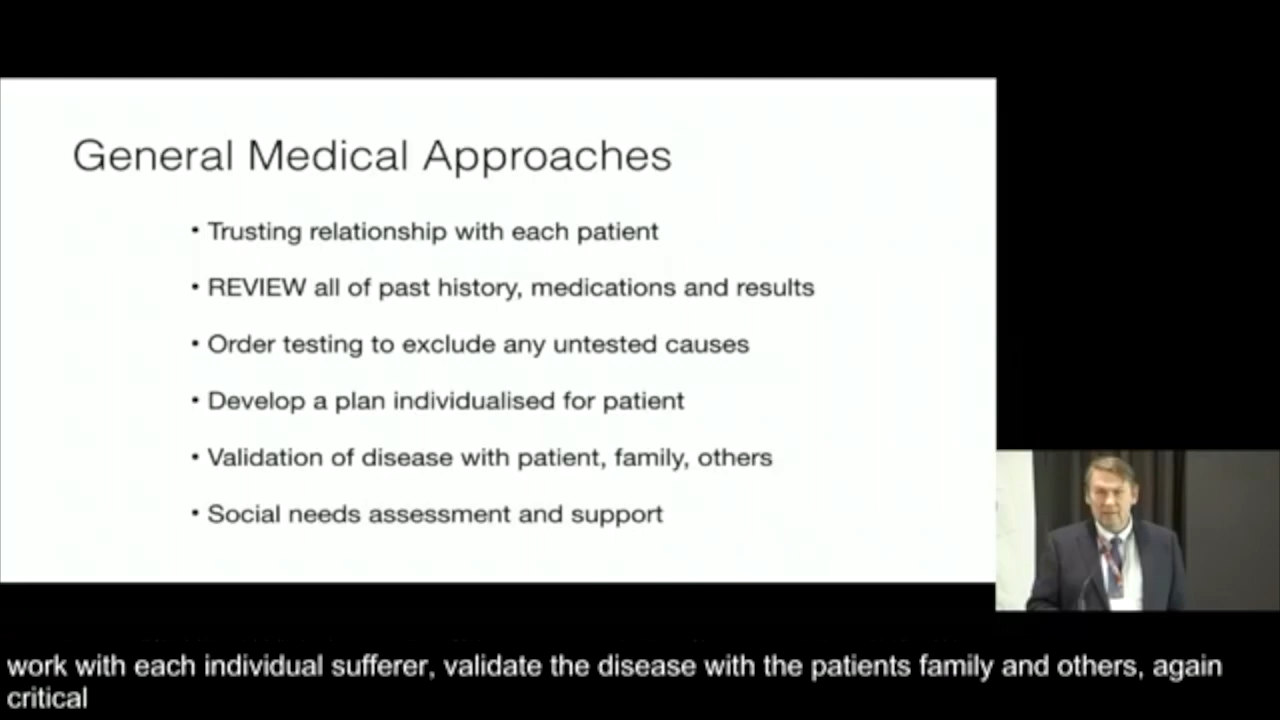 General Medical Approaches
• Trusting relationship with each patient
• REVIEW all of past history, medications and results
• Order testing to exclude any untested causes
• Develop a plan individualised for patient
• Validation of disease with patient, family, others
• Social needs assessment and support
work with each individual sufferer, validate the disease with the patients family and others, again
critical